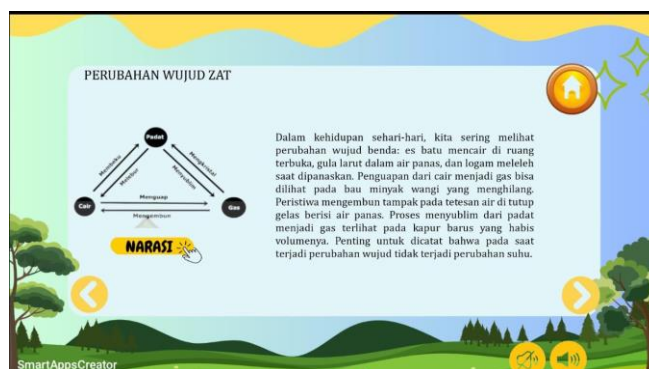 PERUBAHAN WUJUD ZAT
Padat
Membeku
Melebur
Mengkristal
Menyublim
Menguap
Cair
Gas
Mengembun
NARASI
Dalam kehidupan sehari-hari, kita sering melihat
perubahan wujud benda: es batu mencair di ruang
terbuka, gula larut dalam air panas, dan logam meleleh
saat dipanaskan. Penguapan dari cair menjadi gas bisa
dilihat pada bau minyak wangi yang menghilang.
Peristiwa mengembun tampak pada tetesan air di tutup
gelas berisi air panas. Proses menyublim dari padat
menjadi gas terlihat pada kapur barus yang habis
volumenya. Penting untuk dicatat bahwa pada saat
terjadi perubahan wujud tidak terjadi perubahan suhu.
SmartAppsCreator